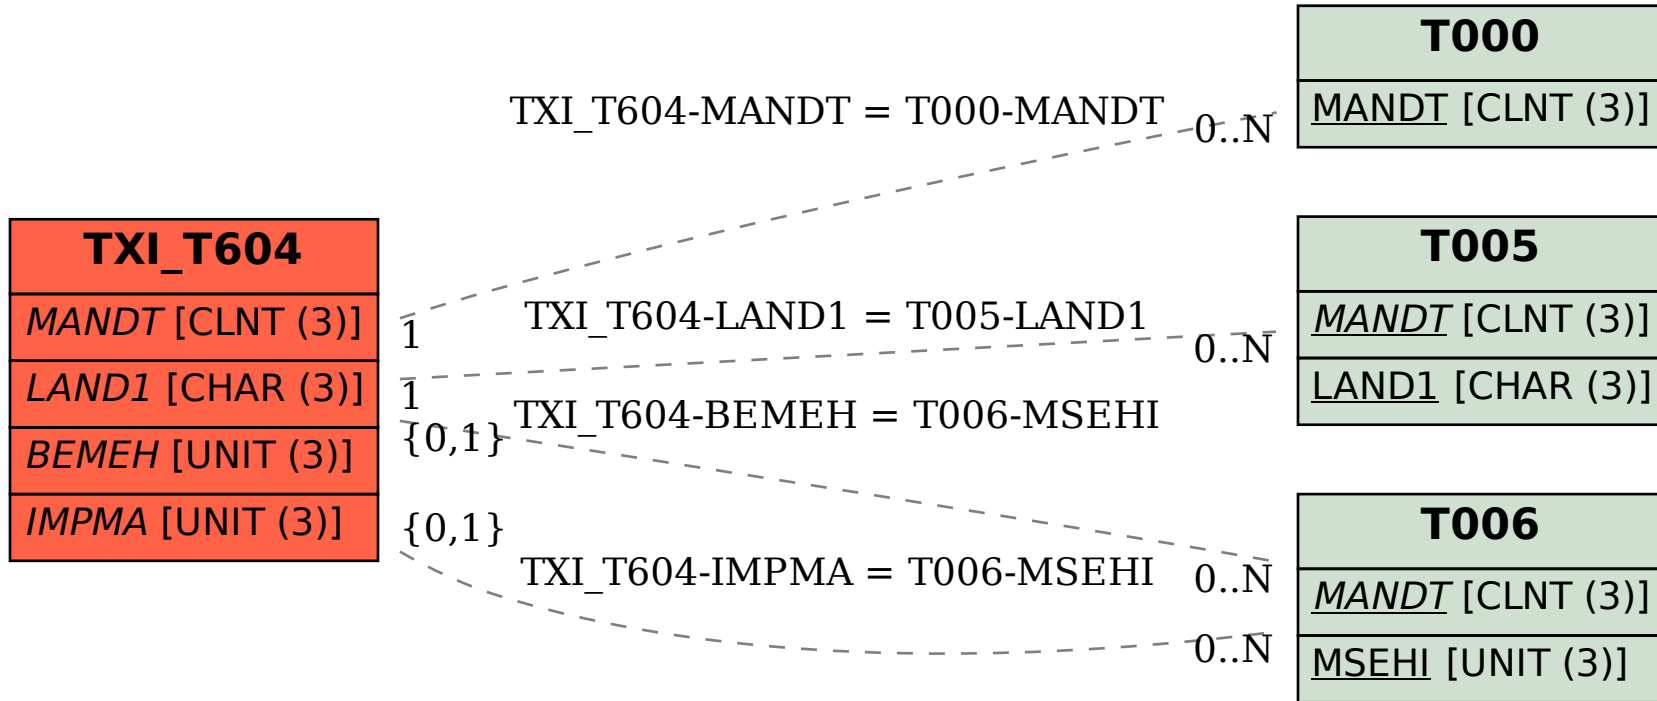 TXI_T604
MANDT [CLNT (3)]
LAND1 [CHAR (3)]
BEMEH [UNIT (3)]
IMPMA [UNIT (3)]
TXI_T604-MANDT = T000-MANDT
0..N
1
TXI_T604-LAND1 = T005-LAND1
0..N
1
TXI_T604-BEMEH = T006-MSEHI
{0,1}
0..N
{0,1}
TXI_T604-IMPMA = T006-MSEHI
0..N
T000
MANDT [CLNT (3)]
T005
MANDT [CLNT (3)]
LAND1 [CHAR (3)]
T006
MANDT [CLNT (3)]
MSEHI [UNIT (3)]